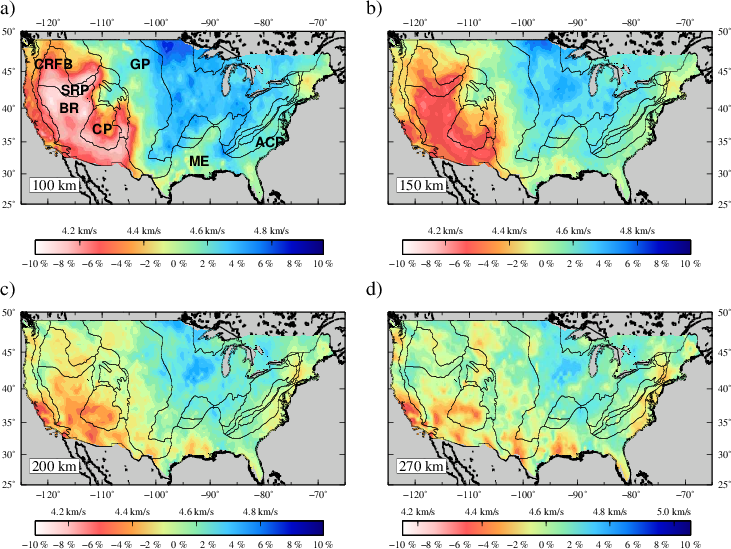 a)
b)
50°
45°
40°
35°
30°
25°
CRFB
GP
SRP
BR
CP
ACP
ME
100 km
150 km
50°
45°
40°
35°
30°
25°
−120° −110° −100° −90° −80° −70°
−120° −110° −100° −90° −80° −70°
4.2 km/s 4.4 km/s 4.6 km/s 4.8 km/s
4.2 km/s 4.4 km/s 4.6 km/s 4.8 km/s
−10 % −8 % −6% −4 % −2% 0 % 2 % 4 % 6 % 8 % 10 %
−10 % −8 % −6% −4 % −2% 0 % 2 % 4 % 6 % 8 % 10 %
c)
d)
50°
45°
40°
35°
30°
25°
200 km
270 km
50°
45°
40°
35°
30°
25°
−120° −110° −100° −90° −80° −70°
−120° −110° −100° −90° −80° −70°
4.2 km/s 4.4 km/s 4.6 km/s 4.8 km/s
4.2 km/s 4.4 km/s 4.6 km/s 4.8 km/s 5.0 km/s
−10 % −8 % −6% −4 % −2% 0 % 2 % 4 % 6 % 8 % 10 %
−10 % −8 % −6% −4 % −2% 0 % 2 % 4 % 6 % 8 % 10 %